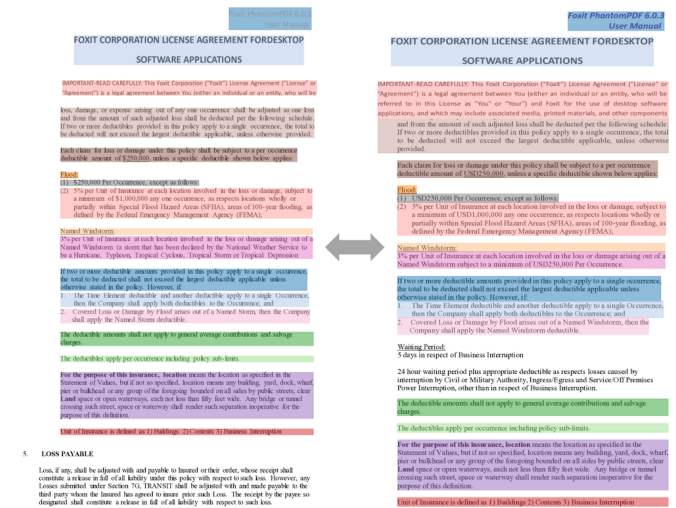 Foxit PhantomPDF 6.0.3
User Manual
FOXIT CORPORATION LICENSE AGREEMENT FORDESKTOP
SOFTWARE APPLICATIONS
IMPORTANT-READ CAREFULLY: This Foxit Corporation ("Foxit") License Agreement ("License" or
"Agreement") is a legal agreement between You (either an individual or an entity, who will be
loss, damage, or expense arising out of any one occurrence shall be adjusted as one loss
and from the amount of such adjusted loss shall be deducted per the following schedule.
If two or more deductibles provided in this policy apply to a single occurrence, the total to
be deducted will not exceed the largest deductible applicable, unless otherwise provided.
Each claim for loss or damage under this policy shall be subject to a per occurrence
deductible amount of $250,000, unless a specific deductible shown below applies:
Flood:
(1) $250,000 Per Occurrence, except as follows:
(2) 5% per Unit of Insurance at each location involved in the loss or damage, subject to
a minimum of $1,000,000 any one occurrence, as respects locations wholly or
partially within Special Flood Hazard Areas (SFHA), areas of 100-year flooding, as
defined by the Federal Emergency Management Agency (FEMA);
Named Windstorm:
3% per Unit of Insurance at each location involved in the loss or damage arising out of a
Named Windstorm (a storm that has been declared by the National Weather Service to
be a Hurricane, Typhoon, Tropical Cyclone, Tropical Storm or Tropical Depression
If two or more deductible amounts provided in this policy apply to a single occurrence,
the total to be deducted shall not exceed the largest deductible applicable unless
otherwise stated in the policy. However, if:
1. The Time Element deductible and another deductible apply to a single Occurrence,
then the Company shall apply both deductibles to the Occurrence; and
2. Covered Loss or Damage by Flood arises out of a Named Storm, then the Company
shall apply the Named Storm deductible.
The deductible amounts shall not apply to general average contributions and salvage
charges.
The deductibles apply per occurrence including policy sub-limits.
For the purpose of this insurance, location means the location as specified in the
Statement of Values, but if not so specified, location means any building, yard, dock, wharf,
pier or bulkhead or any group of the foregoing bounded on all sides by public streets, clear
Land space or open waterways, each not less than fifty feet wide. Any bridge or tunnel
crossing such street, space or waterway shall render such separation inoperative for the
purpose of this definition.
Unit of Insurance is defined as 1) Buildings 2) Contents 3) Business Interruption
5. LOSS PAYABLE
Loss, if any, shall be adjusted with and payable to Insured or their order, whose receipt shall
constitute a release in full of all liability under this policy with respect to such loss. However, any
Losses submitted under Section 7G, TRANSIT shall be adjusted with and made payable to the
third party whom the Insured has agreed to insure prior such Loss. The receipt by the payee so
designated shall constitute a release in full of all liability with respect to such loss.
Foxit PhantomPDF 6.0.3
User Manual
FOXIT CORPORATION LICENSE AGREEMENT FORDESKTOP
SOFTWARE APPLICATIONS
IMPORTANT-READ CAREFULLY: This Foxit Corporation ("Foxit") License Agreement ("License" or
"Agreement") is a legal agreement between You (either an individual or an entity, who will be
referred to in this License as "You" or "Your") and Foxit for the use of desktop software
applications, and which may include associated media, printed materials, and other components
and from the amount of such adjusted loss shall be deducted per the following schedule.
If two or more deductibles provided in this policy apply to a single occurrence, the total
to be deducted will not exceed the largest deductible applicable, unless otherwise
provided.
Each claim for loss or damage under this policy shall be subject to a per occurrence
deductible amount of USD250,000, unless a specific deductible shown below applies:
Flood:
(1) USD250,000 Per Occurrence, except as follows:
(2) 5% per Unit of Insurance at each location involved in the loss or damage, subject to
a minimum of USD1,000,000 any one occurrence, as respects locations wholly or
partially within Special Flood Hazard Areas (SFHA), areas of 100-year flooding, as
defined by the Federal Emergency Management Agency (FEMA);
Named Windstorm:
3% per Unit of Insurance at each location involved in the loss or damage arising out of a
Named Windstorm subject to a minimum of USD250,000 Per Occurrence.
If two or more deductible amounts provided in this policy apply to a single occurrence,
the total to be deducted shall not exceed the largest deductible applicable unless
otherwise stated in the policy. However, if:
1. The Time Element deductible and another deductible apply to a single Occurrence,
then the Company shall apply both deductibles to the Occurrence; and
2. Covered Loss or Damage by Flood arises out of a Named Windstorm, then the
Company shall apply the Named Windstorm deductible.
Waiting Period:
5 days in respect of Business Interruption
24 hour waiting period plus appropriate deductible as respects losses caused by
interruption by Civil or Military Authority, Ingress/Egress and Service/Off Premises
Power Interruption, other than in respect of Business Interruption.
The deductible amounts shall not apply to general average contributions and salvage
charges.
The deductibles apply per occurrence including policy sub-limits.
For the purpose of this insurance, location means the location as specified in the
Statement of Values, but if not so specified, location means any building, yard, dock, wharf,
pier or bulkhead or any group of the foregoing bounded on all sides by public streets, clear
Land space or open waterways, each not less than fifty feet wide. Any bridge or tunnel
crossing such street, space or waterway shall render such separation inoperative for the
purpose of this definition.
Unit of Insurance is defined as 1) Buildings 2) Contents 3) Business Interruption